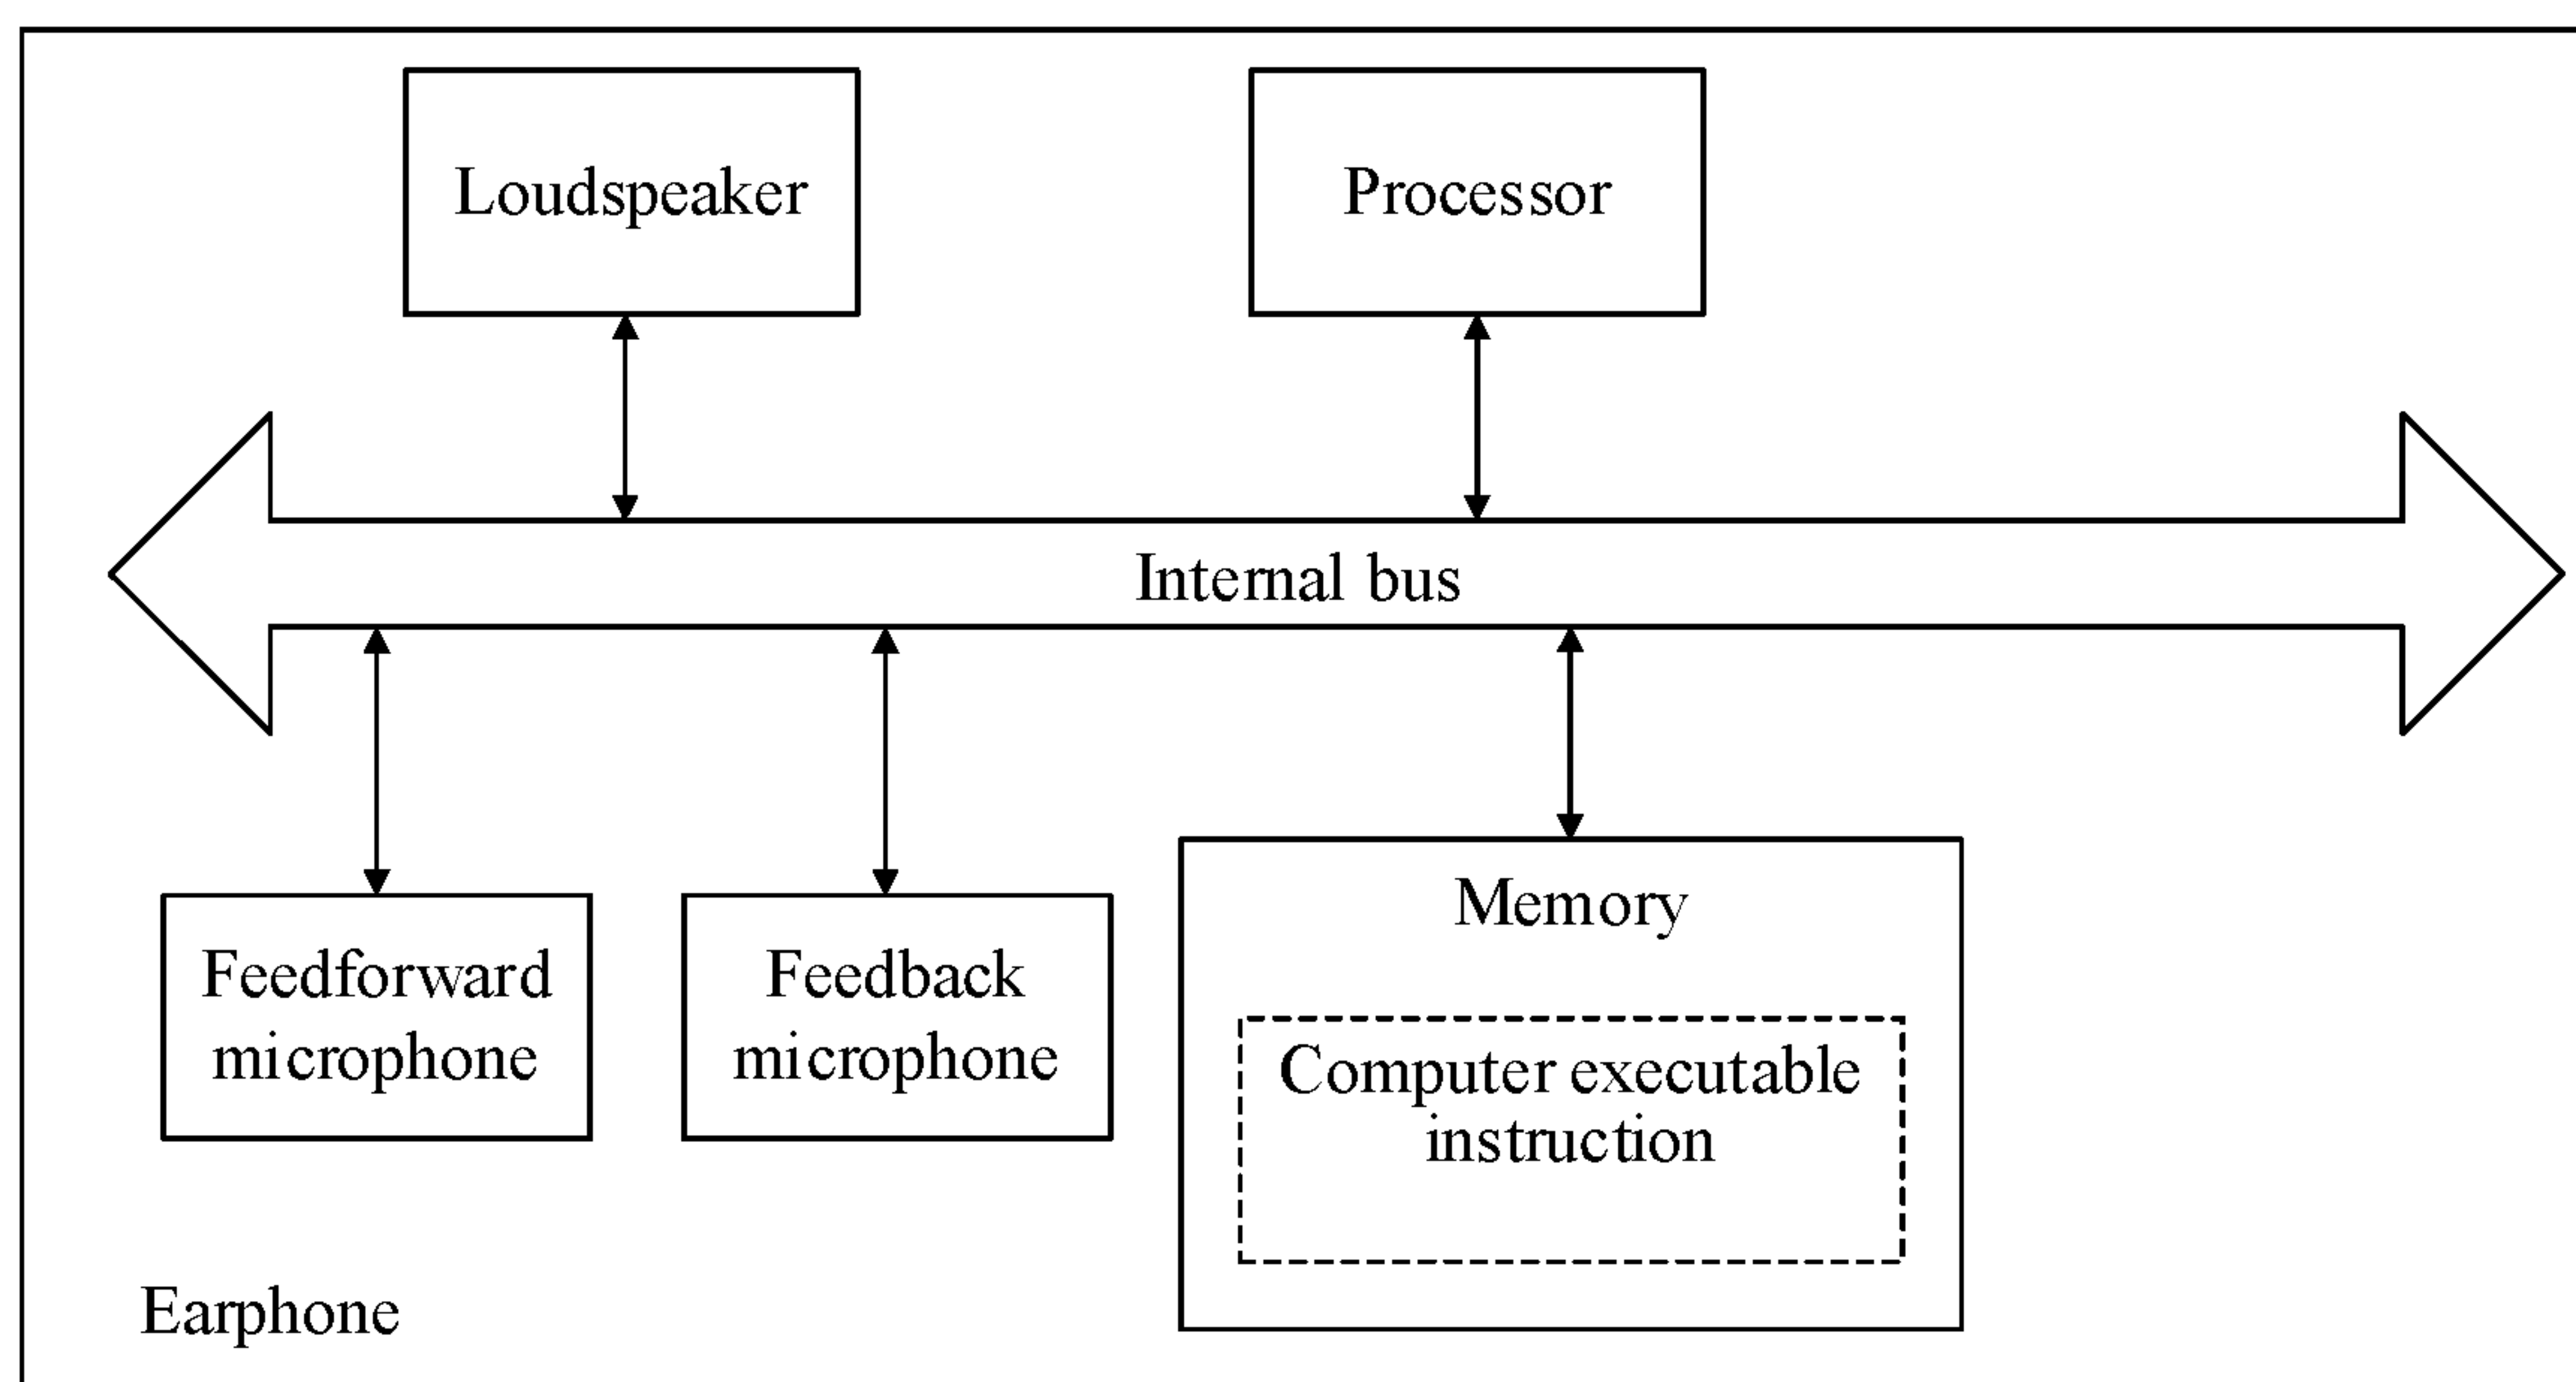 Loudspeaker
Processor
Internal bus
Feedforward
microphone
Feedback
microphone
Memory
Computer executable
instruction
Earphone